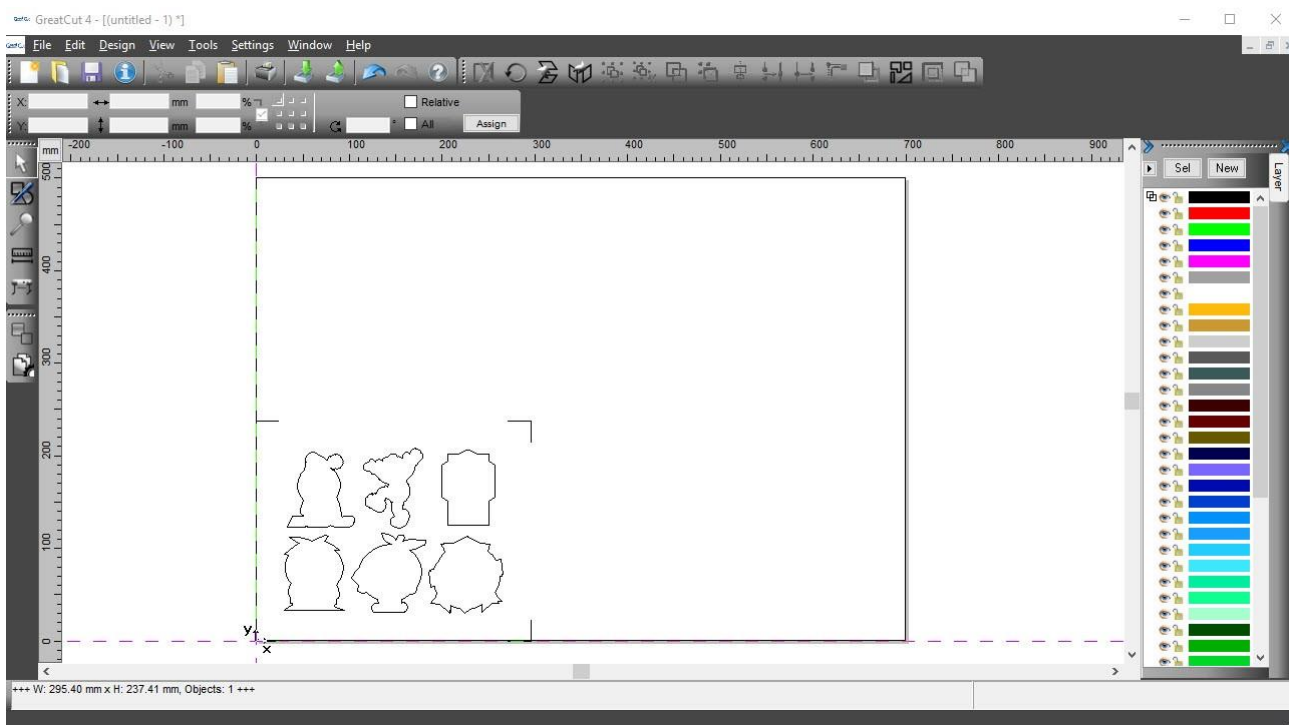 GreatCut 4 - [(untitled - 1) *]
File Edit Design View Tools Settings Window Help
X: mm % Relative
Y: mm % ° All Assign
mm -200 -100 0 100 200 300 400 500 600 700 800 900
Sel New
Layer
500
400
300
200
100
0
y
x
+++ W: 295.40 mm x H: 237.41 mm, Objects: 1 +++